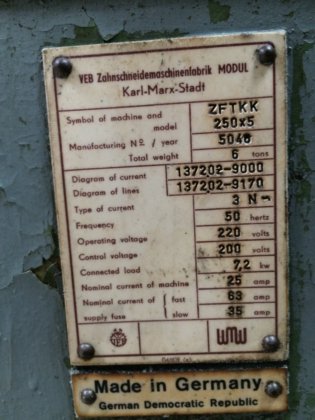 VEB Zahnschneidemaschinenfabrik MODUL
Karl-Marx-Stadt
Symbol of machine and model ZFTKK 250x5
Manufacturing Nº / year 5048
Total weight 6 tons
Diagram of current 137202-9000
Diagram of lines 137202-9170
Type of current 3 N~
Frequency 50 hertz
Operating voltage 220 volts
Control voltage 200 volts
Connected load 7,2 kw
Nominal current of machine 25 amp
Nominal current of supply fuse { fast 63 amp
slow 35 amp
VEB WMW
Made in Germany
German Democratic Republic